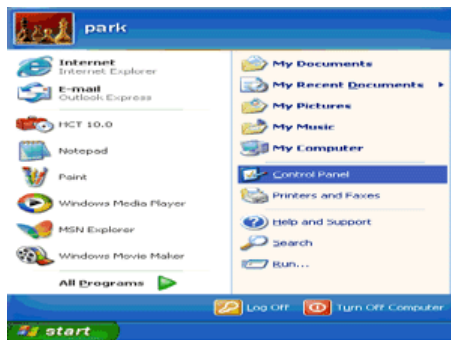 park
Internet
Internet Explorer
E-mail
Outlook Express
HCT 10.0
Notepad
Paint
Windows Media Player
MSN Explorer
Windows Movie Maker
All Programs
My Documents
My Recent Documents
My Pictures
My Music
My Computer
Control Panel
Printers and Faxes
Help and Support
Search
Run...
Log Off
Turn Off Computer
start